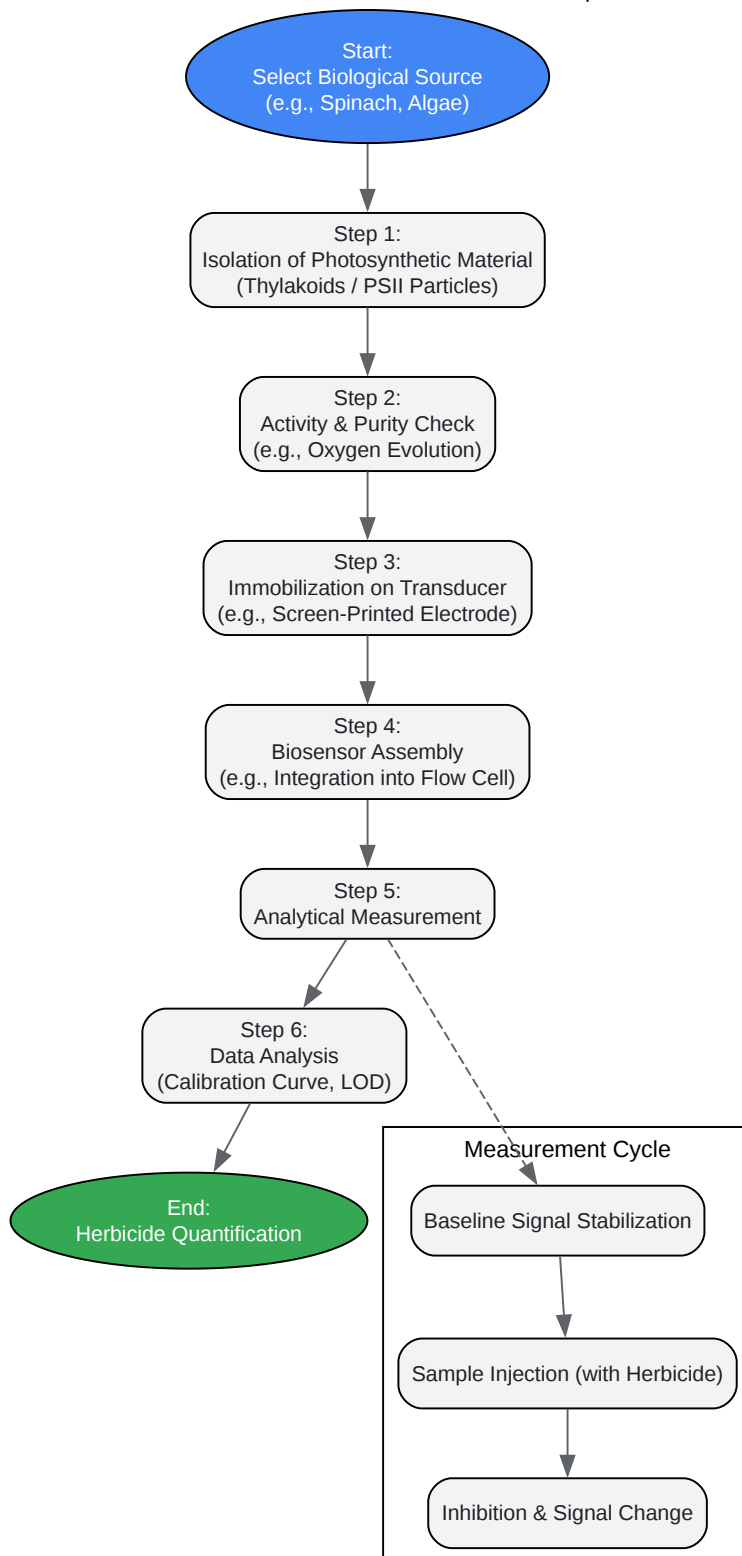 Start:
Select Biological Source
(e.g., Spinach, Algae)
Step 1:
Isolation of Photosynthetic Material
(Thylakoids / PSII Particles)
Step 2:
Activity & Purity Check
(e.g., Oxygen Evolution)
Step 3:
Immobilization on Transducer
(e.g., Screen-Printed Electrode)
Step 4:
Biosensor Assembly
(e.g., Integration into Flow Cell)
Step 5:
Analytical Measurement
Step 6:
Data Analysis
(Calibration Curve, LOD)
End:
Herbicide Quantification
Measurement Cycle
Baseline Signal Stabilization
Sample Injection (with Herbicide)
Inhibition & Signal Change